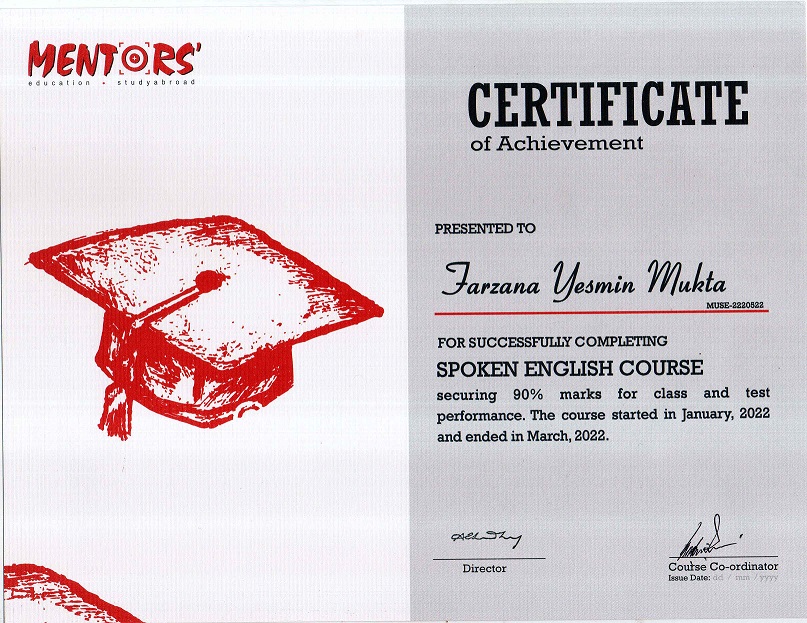 MENTORS'
education • studyabroad
CERTIFICATE
of Achievement
PRESENTED TO
Farzana Yesmin Mukta
MUSE-2220522
FOR SUCCESSFULLY COMPLETING
SPOKEN ENGLISH COURSE
securing 90% marks for class and test
performance. The course started in January, 2022
and ended in March, 2022.
Director
Course Co-ordinator
Issue Date: dd / mm / yyyy